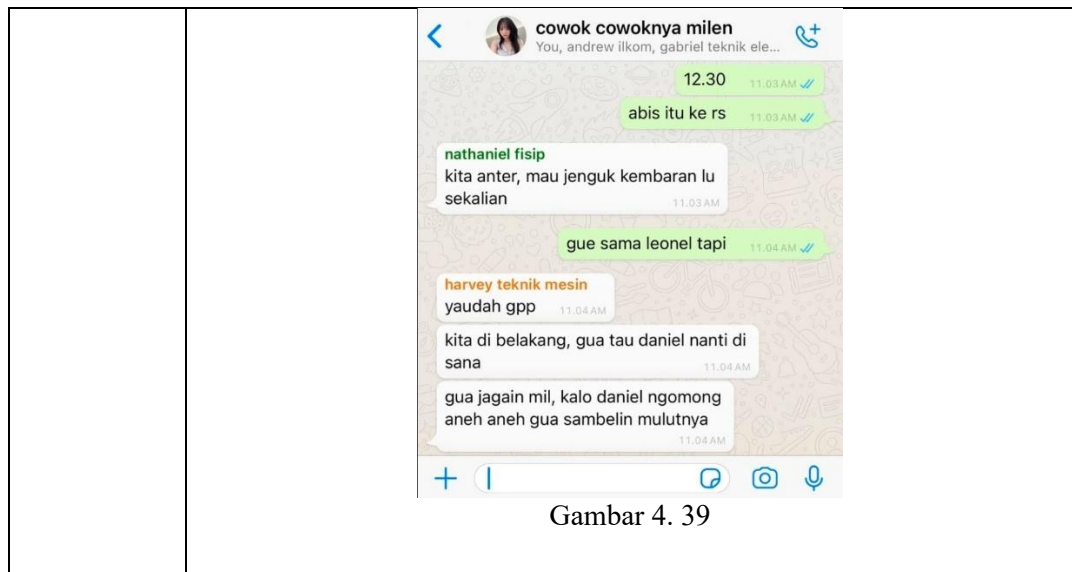 cowok cowoknya milen
You, andrew ilkom, gabriel teknik ele...
12.30 11.03 AM
abis itu ke rs 11.03 AM
nathaniel fisip
kita anter, mau jenguk kembaran lu
sekalian 11.03 AM
gue sama leonel tapi 11.04 AM
harvey teknik mesin
yaudah gpp 11.04 AM
kita di belakang, gua tau daniel nanti di
sana 11.04 AM
gua jagain mil, kalo daniel ngomong
aneh aneh gua sambelin mulutnya
11.04 AM
Gambar 4. 39